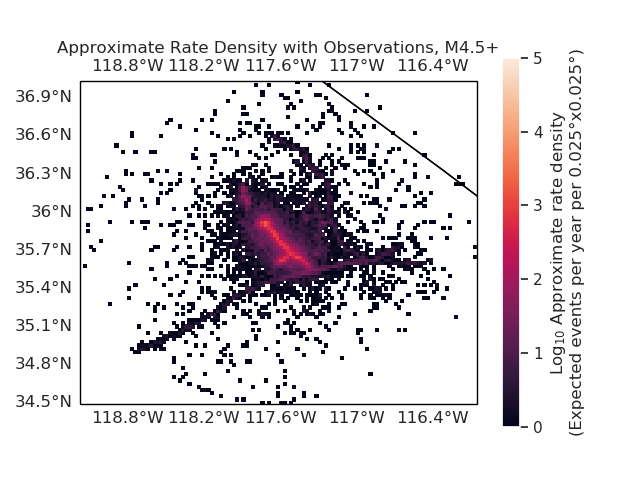 Approximate Rate Density with Observations, M4.5+
118.8°W 118.2°W 117.6°W 117°W 116.4°W
36.9°N
36.6°N
36.3°N
36°N
35.7°N
35.4°N
35.1°N
34.8°N
34.5°N
118.8°W 118.2°W 117.6°W 117°W 116.4°W
5
4
3
2
1
0
Log₁₀ Approximate rate density
(Expected events per year per 0.025°x0.025°)